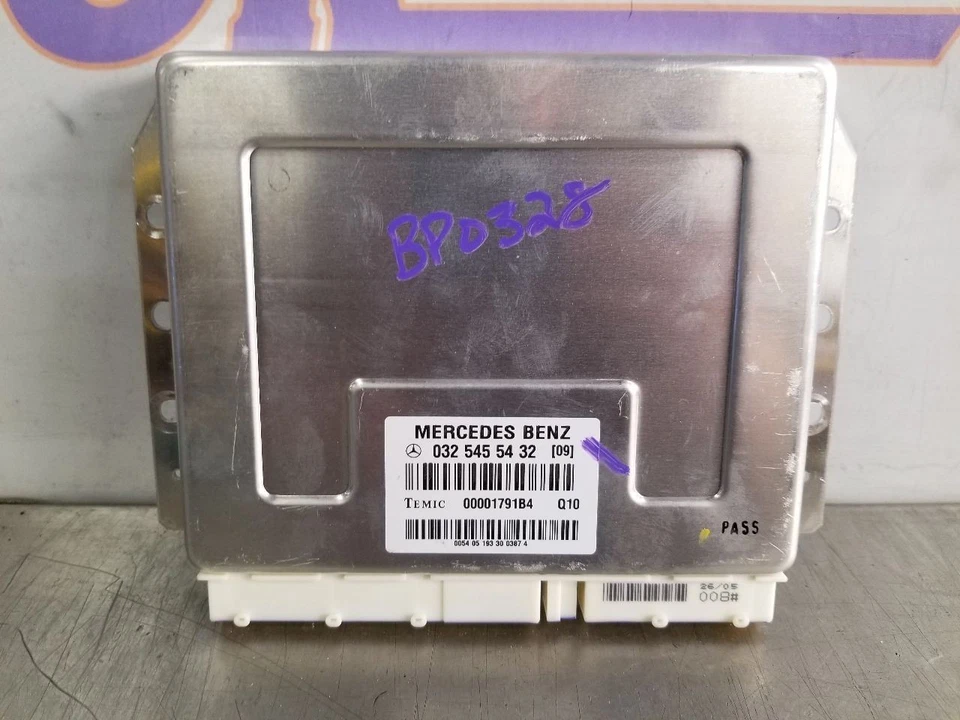 BPD328
MERCEDES BENZ
032 545 54 32 [09]
TEMIC 00001791B4 Q10
0054 05 193 30 0387 4
PASS
26/05
008#